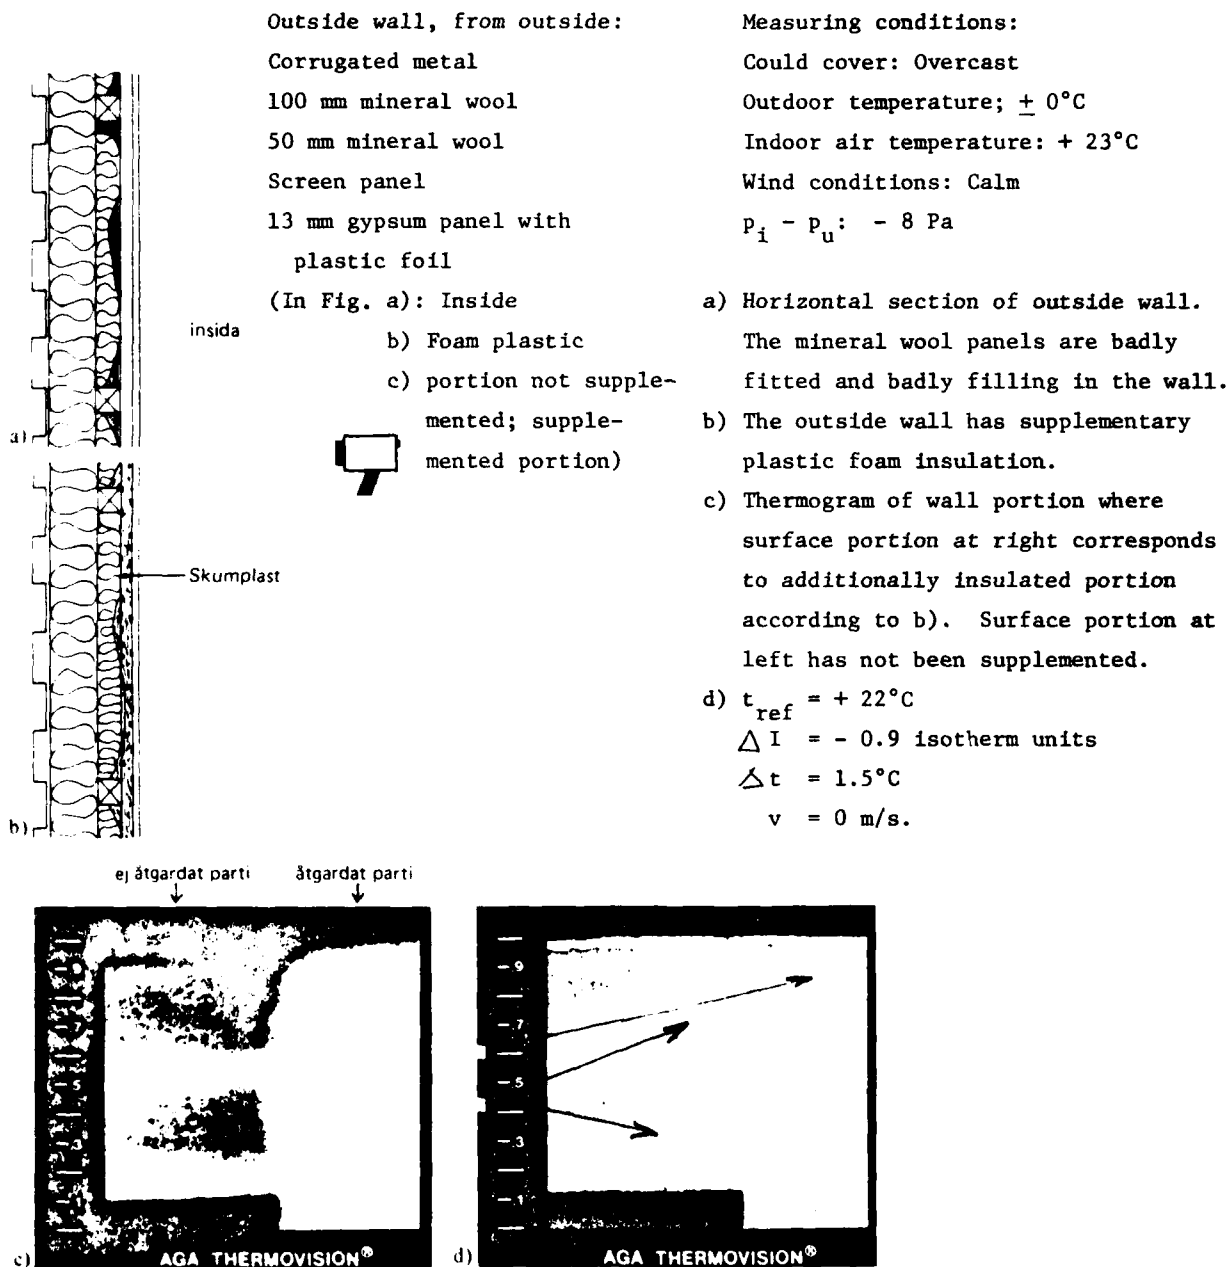 Outside wall, from outside:
Corrugated metal
100 mm mineral wool
50 mm mineral wool
Screen panel
13 mm gypsum panel with
plastic foil
(In Fig. a): Inside
b) Foam plastic
c) portion not supple-
mented; supple-
mented portion)
Measuring conditions:
Could cover: Overcast
Outdoor temperature; ± 0°C
Indoor air temperature: + 23°C
Wind conditions: Calm
p_i - p_u: - 8 Pa
a) Horizontal section of outside wall.
The mineral wool panels are badly
fitted and badly filling in the wall.
b) The outside wall has supplementary
plastic foam insulation.
c) Thermogram of wall portion where
surface portion at right corresponds
to additionally insulated portion
according to b). Surface portion at
left has not been supplemented.
d) t_ref = + 22°C
△ I = - 0.9 isotherm units
△ t = 1.5°C
v = 0 m/s.
insida
a)
Skumplast
b)
ej åtgardat parti
åtgardat parti
5
3
c)
AGA THERMOVISION®
9
7
5
3
1
d)
AGA THERMOVISION®